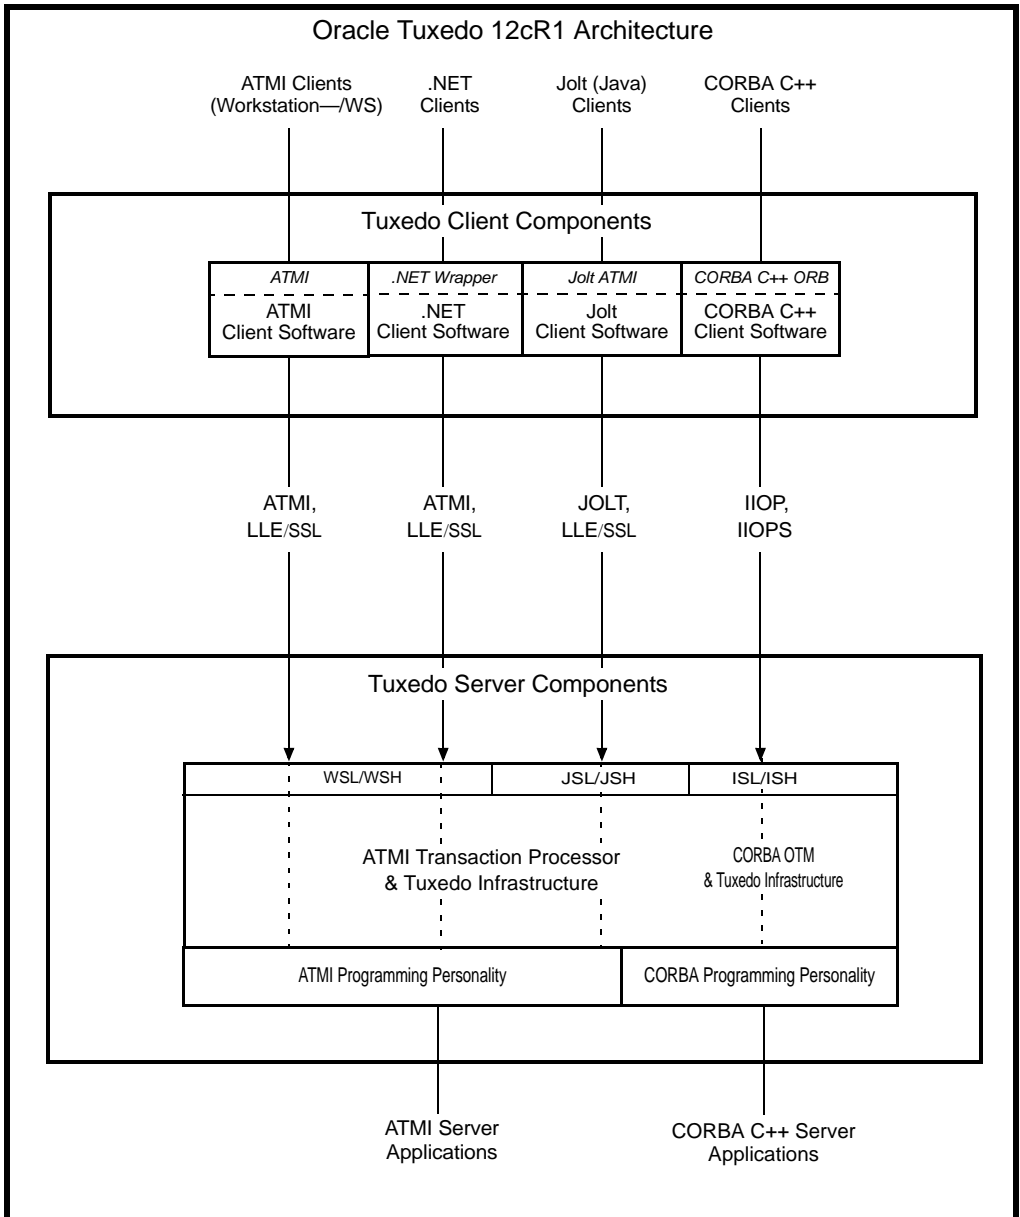 Oracle Tuxedo 12cR1 Architecture
ATMI Clients
(Workstation—/WS)
.NET
Clients
Jolt (Java)
Clients
CORBA C++
Clients
Tuxedo Client Components
ATMI
ATMI
Client Software
.NET Wrapper
.NET
Client Software
Jolt ATMI
Jolt
Client Software
CORBA C++ ORB
CORBA C++
Client Software
ATMI,
LLE/SSL
ATMI,
LLE/SSL
JOLT,
LLE/SSL
IIOP,
IIOPS
Tuxedo Server Components
WSL/WSH
JSL/JSH
ISL/ISH
ATMI Transaction Processor
& Tuxedo Infrastructure
CORBA OTM
& Tuxedo Infrastructure
ATMI Programming Personality
CORBA Programming Personality
ATMI Server
Applications
CORBA C++ Server
Applications